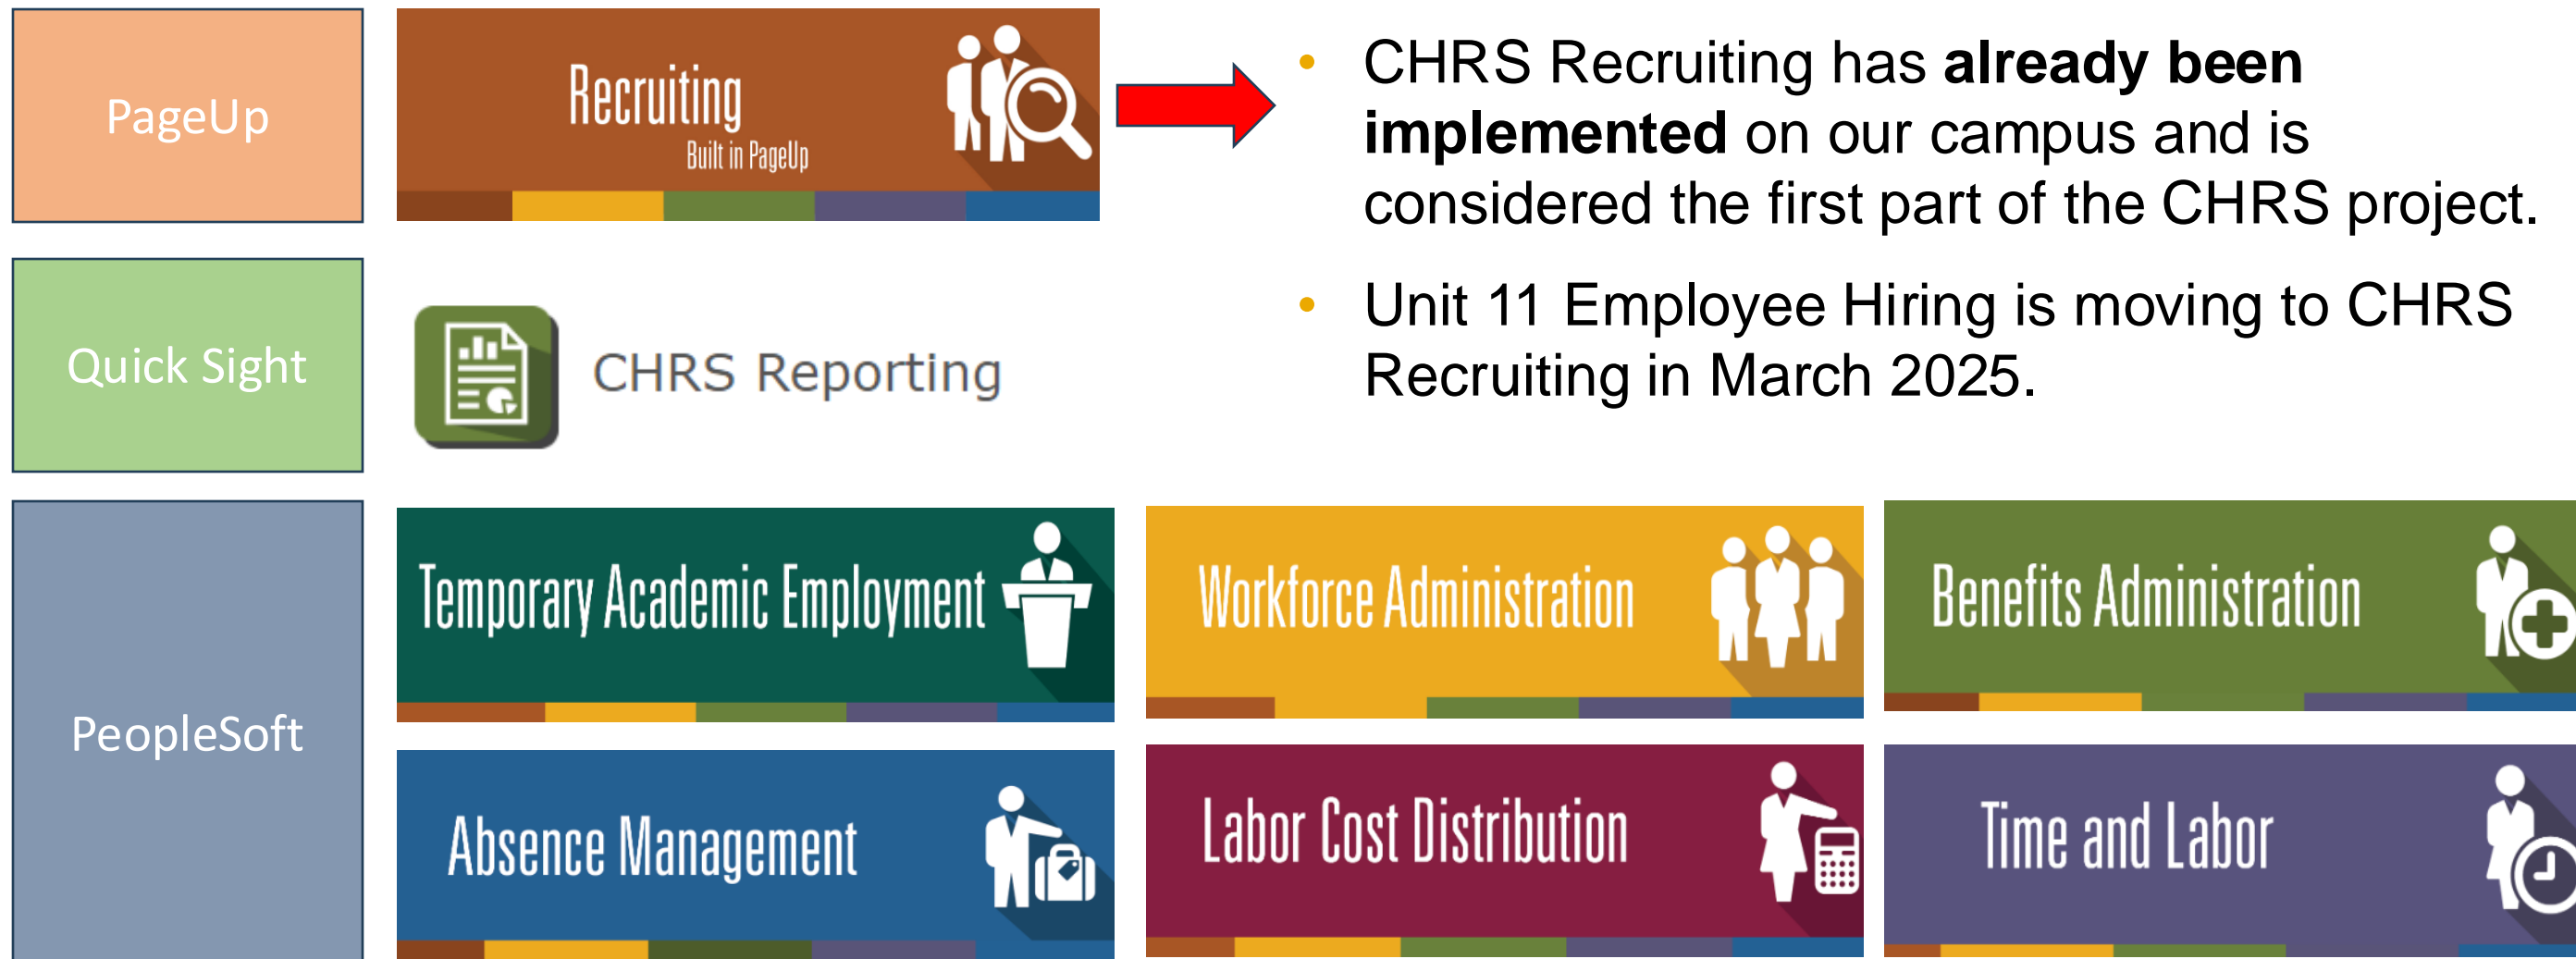 PageUp
Recruiting
Built in PageUp
• CHRS Recruiting has already been
implemented on our campus and is
considered the first part of the CHRS project.
• Unit 11 Employee Hiring is moving to CHRS
Recruiting in March 2025.
Quick Sight
CHRS Reporting
PeopleSoft
Temporary Academic Employment
Workforce Administration
Benefits Administration
Absence Management
Labor Cost Distribution
Time and Labor